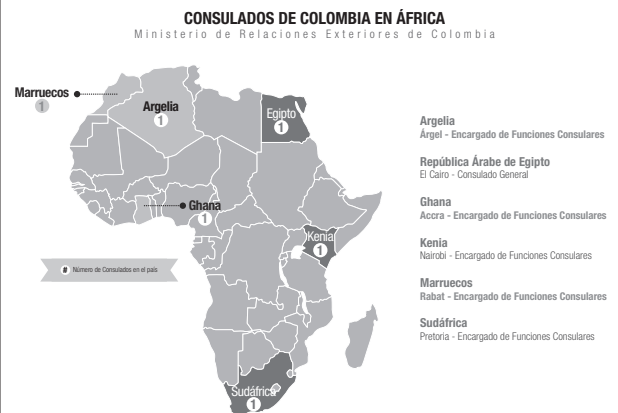 CONSULADOS DE COLOMBIA EN ÁFRICA
Ministerio de Relaciones Exteriores de Colombia
Marruecos
1
Argelia
1
Egipto
1
Ghana
1
Kenia
1
Sudáfrica
1
# Número de Consulados en el país
Argelia
Árgel - Encargado de Funciones Consulares
República Árabe de Egipto
El Cairo - Consulado General
Ghana
Accra - Encargado de Funciones Consulares
Kenia
Nairobi - Encargado de Funciones Consulares
Marruecos
Rabat - Encargado de Funciones Consulares
Sudáfrica
Pretoria - Encargado de Funciones Consulares